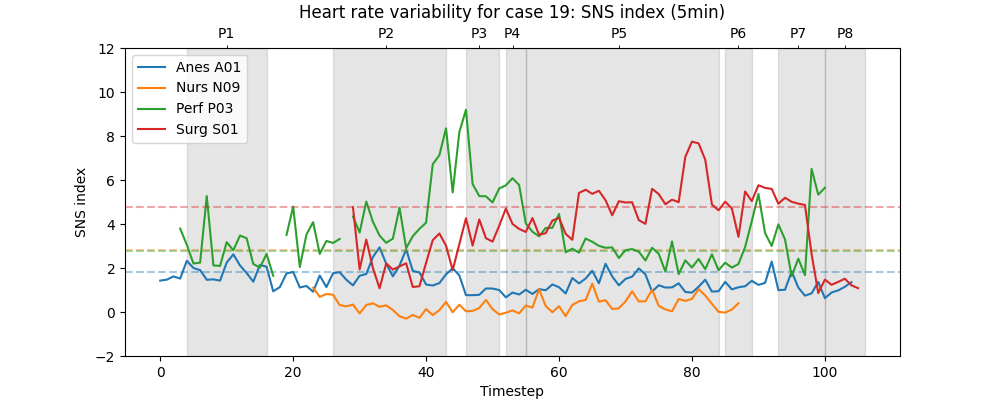 Heart rate variability for case 19: SNS index (5min)
P1 P2 P3 P4 P5 P6 P7 P8
12
10
8
6
4
2
0
−2
SNS index
Anes A01
Nurs N09
Perf P03
Surg S01
0 20 40 60 80 100
Timestep